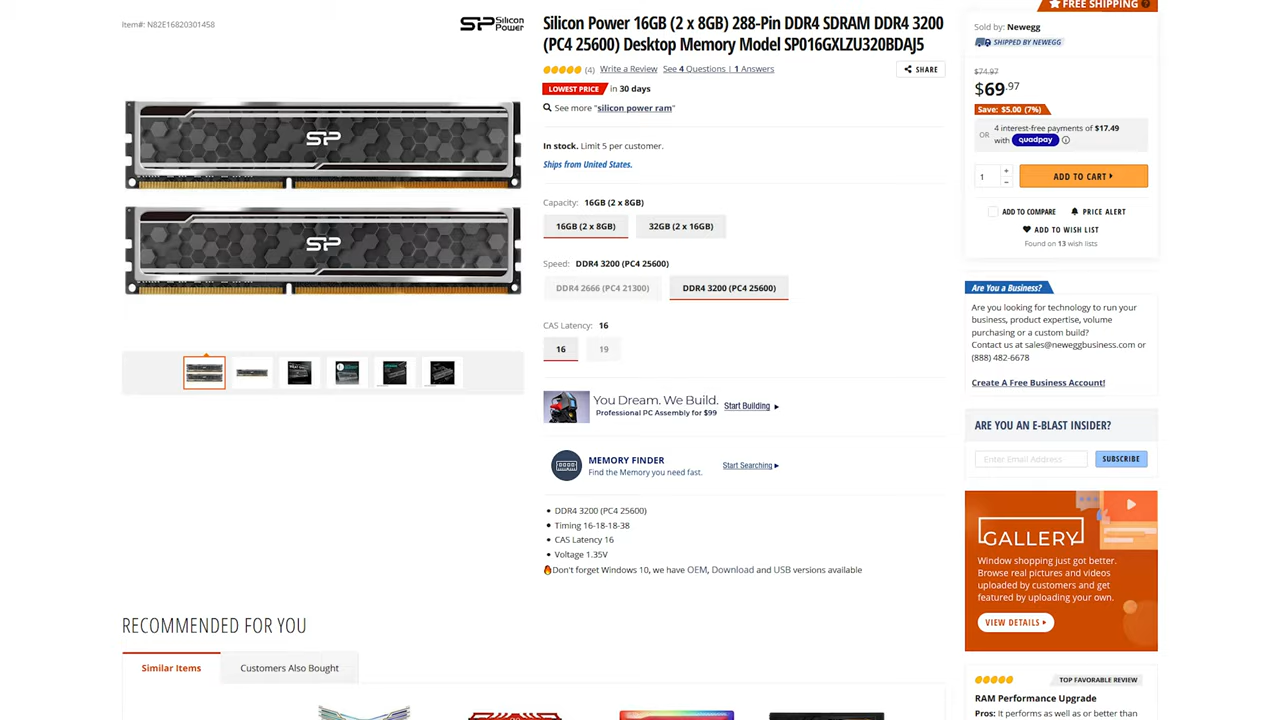 Item#: N82E16820301458
SP Silicon Power
SP
SP
Silicon Power 16GB (2 x 8GB) 288-Pin DDR4 SDRAM DDR4 3200
(PC4 25600) Desktop Memory Model SP016GXLZU320BDAJ5
(4) Write a Review See 4 Questions | 1 Answers
SHARE
LOWEST PRICE in 30 days
See more "silicon power ram"
In stock. Limit 5 per customer.
Ships from United States.
Capacity: 16GB (2 x 8GB)
16GB (2 x 8GB) 32GB (2 x 16GB)
Speed: DDR4 3200 (PC4 25600)
DDR4 2666 (PC4 21300) DDR4 3200 (PC4 25600)
CAS Latency: 16
16 19
You Dream. We Build.
Professional PC Assembly for $99
Start Building
MEMORY FINDER
Find the Memory you need fast.
Start Searching
• DDR4 3200 (PC4 25600)
• Timing 16-18-18-38
• CAS Latency 16
• Voltage 1.35V
Don't forget Windows 10, we have OEM, Download and USB versions available
FREE SHIPPING
Sold by: Newegg
SHIPPED BY NEWEGG
$74.97
$69.97
Save: $5.00 (7%)
OR 4 interest-free payments of $17.49
with quadpay
1 + -
ADD TO CART
ADD TO COMPARE PRICE ALERT
ADD TO WISH LIST
Found on 13 wish lists
Are You a Business?
Are you looking for technology to run your
business, product expertise, volume
purchasing or a custom build?
Contact us at sales@neweggbusiness.com or
(888) 482-6678
Create A Free Business Account!
ARE YOU AN E-BLAST INSIDER?
Enter Email Address SUBSCRIBE
GALLERY
Window shopping just got better.
Browse real pictures and videos
uploaded by customers and get
featured by uploading your own.
VIEW DETAILS
TOP FAVORABLE REVIEW
RAM Performance Upgrade
Pros: It performs as well as or better than
RECOMMENDED FOR YOU
Similar Items Customers Also Bought